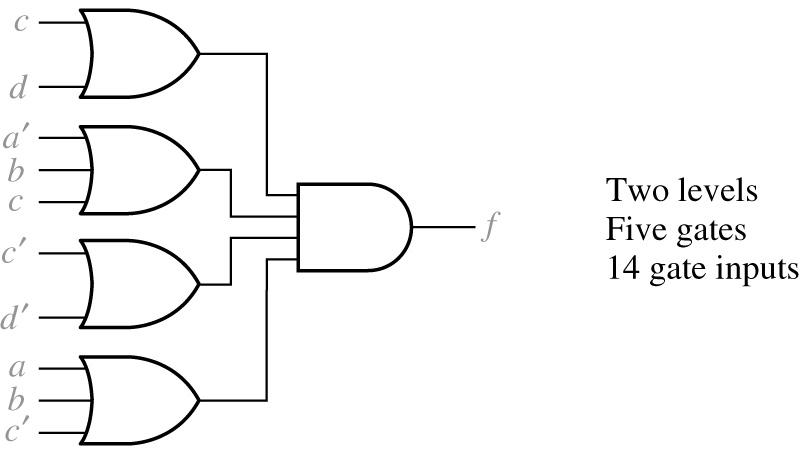 c
d
a′
b
c
c′
d′
a
b
c′
f
Two levels
Five gates
14 gate inputs